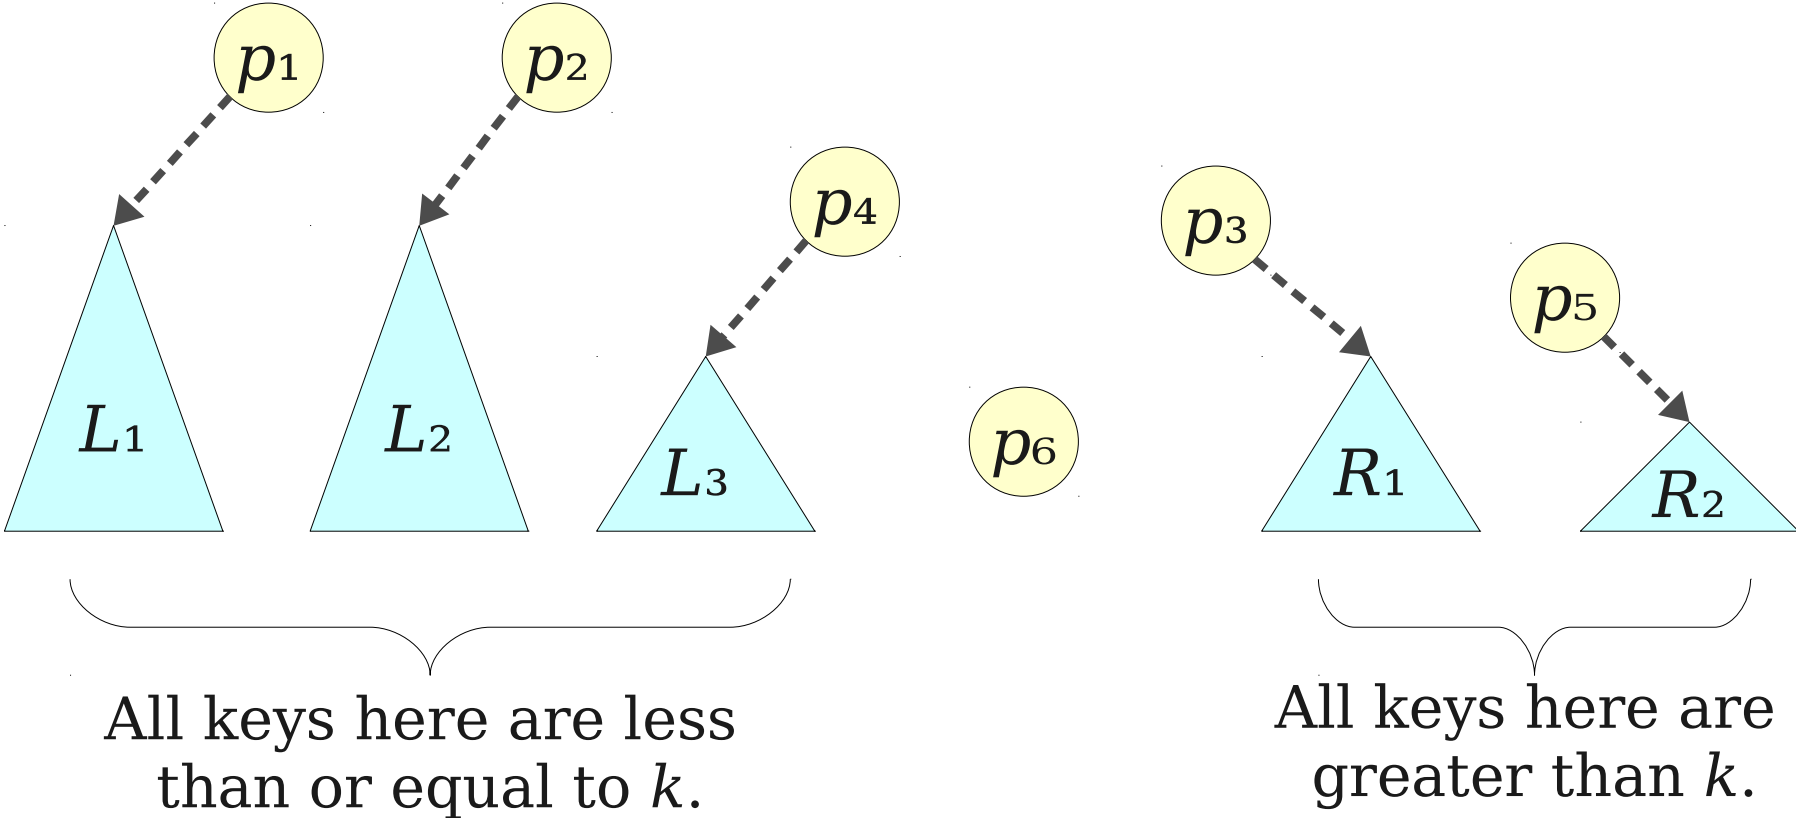 p₁
p₂
p₄
p₃
p₅
L₁
L₂
L₃
p₆
R₁
R₂
All keys here are less
than or equal to k.
All keys here are
greater than k.